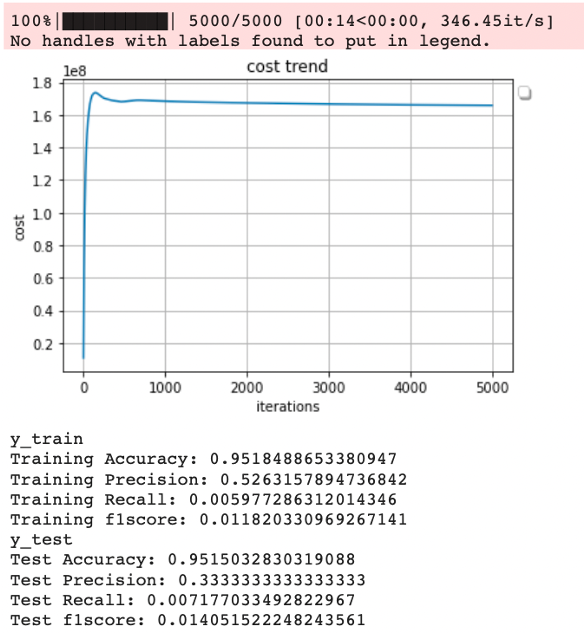 100%|██████████| 5000/5000 [00:14<00:00, 346.45it/s]
No handles with labels found to put in legend.
cost trend
1e8
1.8
1.6
1.4
1.2
1.0
0.8
0.6
0.4
0.2
cost
0 1000 2000 3000 4000 5000
iterations
y_train
Training Accuracy: 0.9518488653380947
Training Precision: 0.5263157894736842
Training Recall: 0.005977286312014346
Training f1score: 0.011820330969267141
y_test
Test Accuracy: 0.9515032830319088
Test Precision: 0.3333333333333333
Test Recall: 0.007177033492822967
Test f1score: 0.014051522248243561